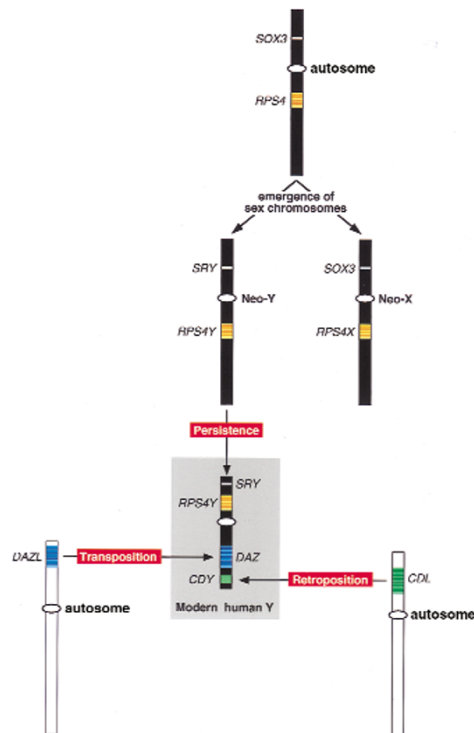 SOX3
autosome
RPS4
emergence of
sex chromosomes
SRY
SOX3
Neo-Y
Neo-X
RPS4Y
RPS4X
Persistence
SRY
RPS4Y
DAZL
Transposition
DAZ
CDY
Retroposition
CDL
Modern human Y
autosome
autosome